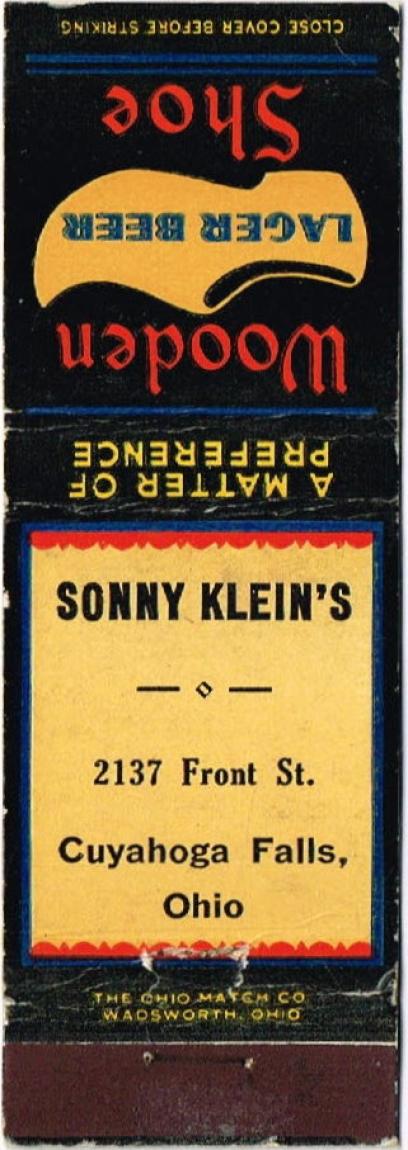 CLOSE COVER BEFORE STRIKING
Wooden
LAGER BEER
Shoe
A MATTER OF
PREFERENCE
SONNY KLEIN'S
2137 Front St.
Cuyahoga Falls,
Ohio
THE OHIO MATCH CO
WADSWORTH, OHIO